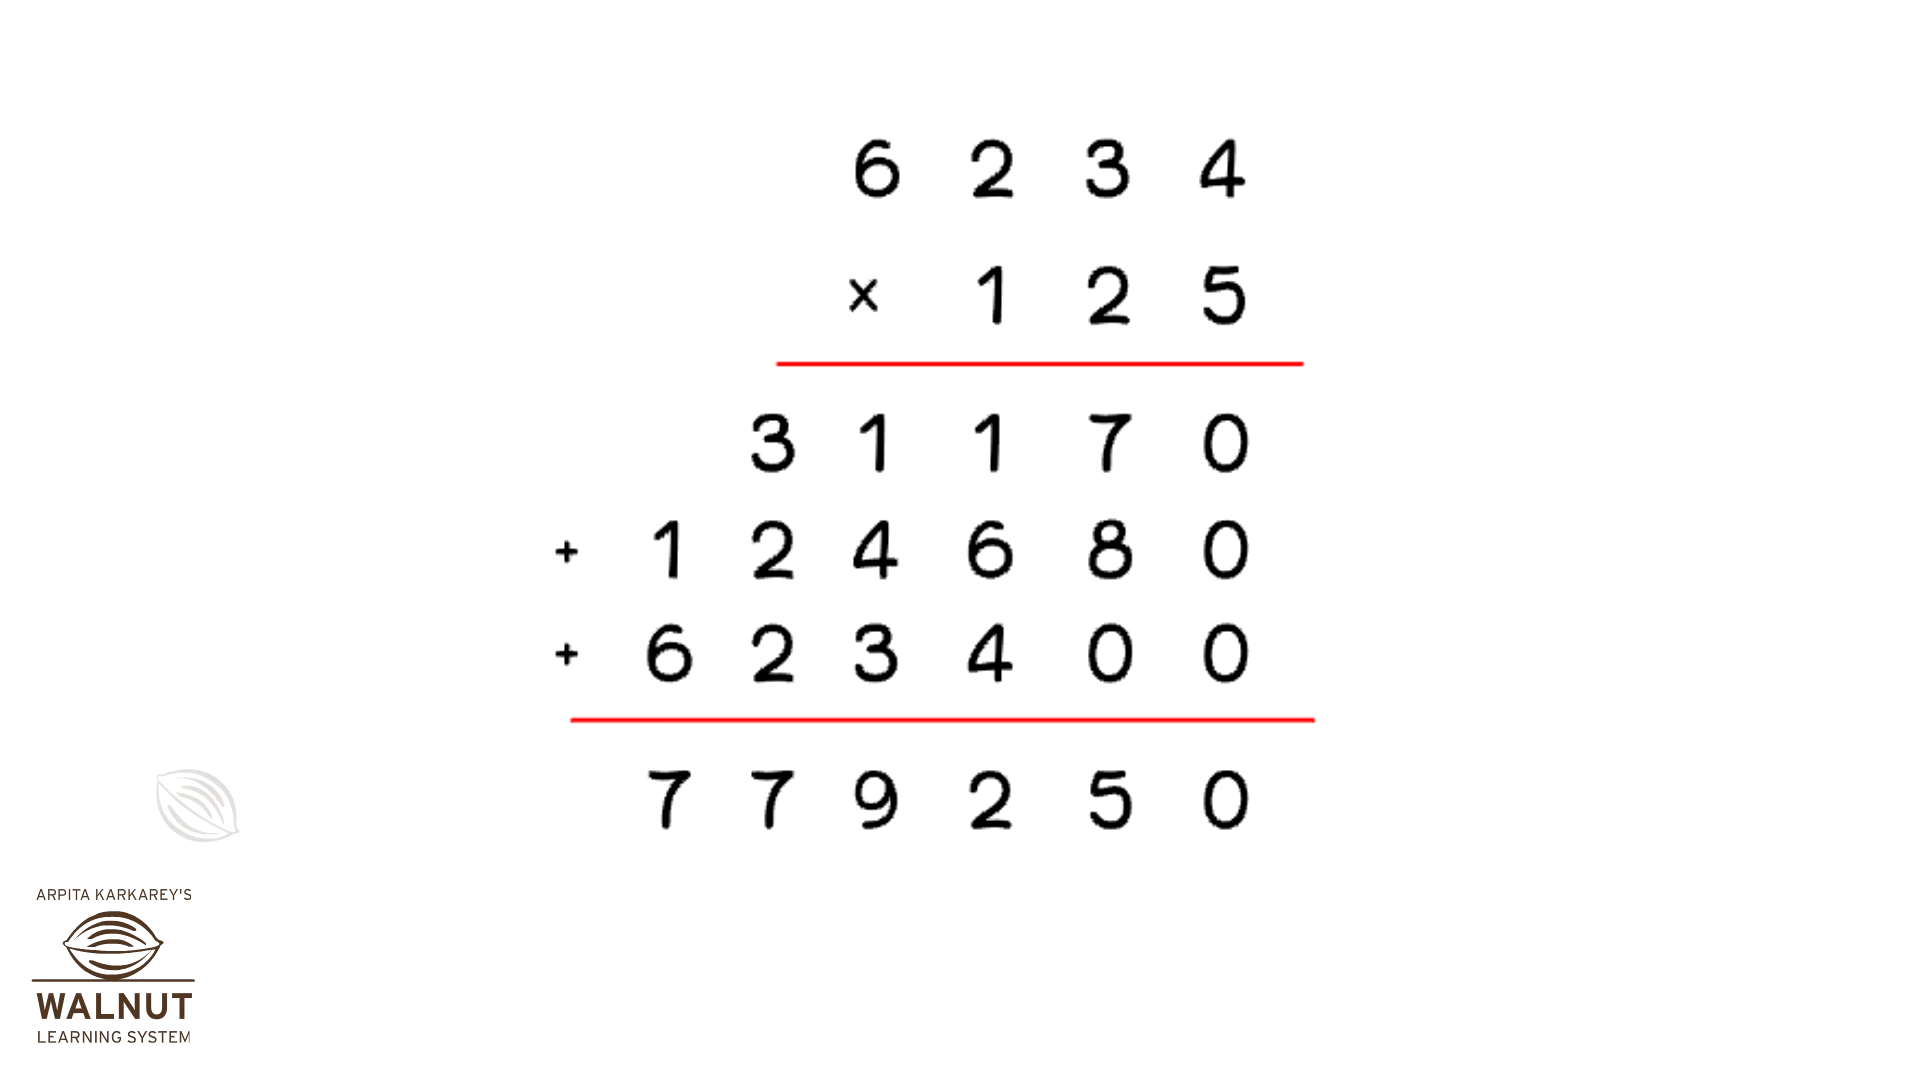 6 2 3 4
× 1 2 5
3 1 1 7 0
+ 1 2 4 6 8 0
+ 6 2 3 4 0 0
7 7 9 2 5 0
ARPITA KARKAREY'S
WALNUT
LEARNING SYSTEM